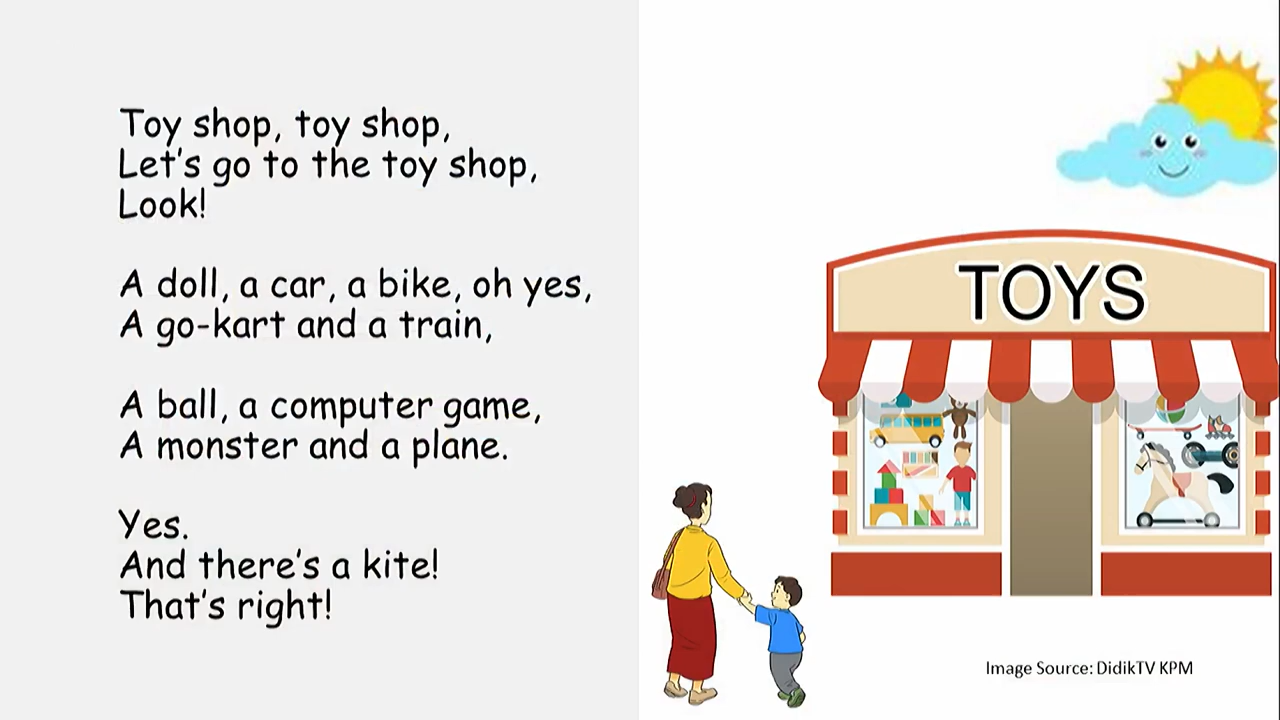 Toy shop, toy shop,
Let's go to the toy shop,
Look!
A doll, a car, a bike, oh yes,
A go-kart and a train,
A ball, a computer game,
A monster and a plane.
Yes.
And there's a kite!
That's right!
TOYS
Image Source: DidikTV KPM